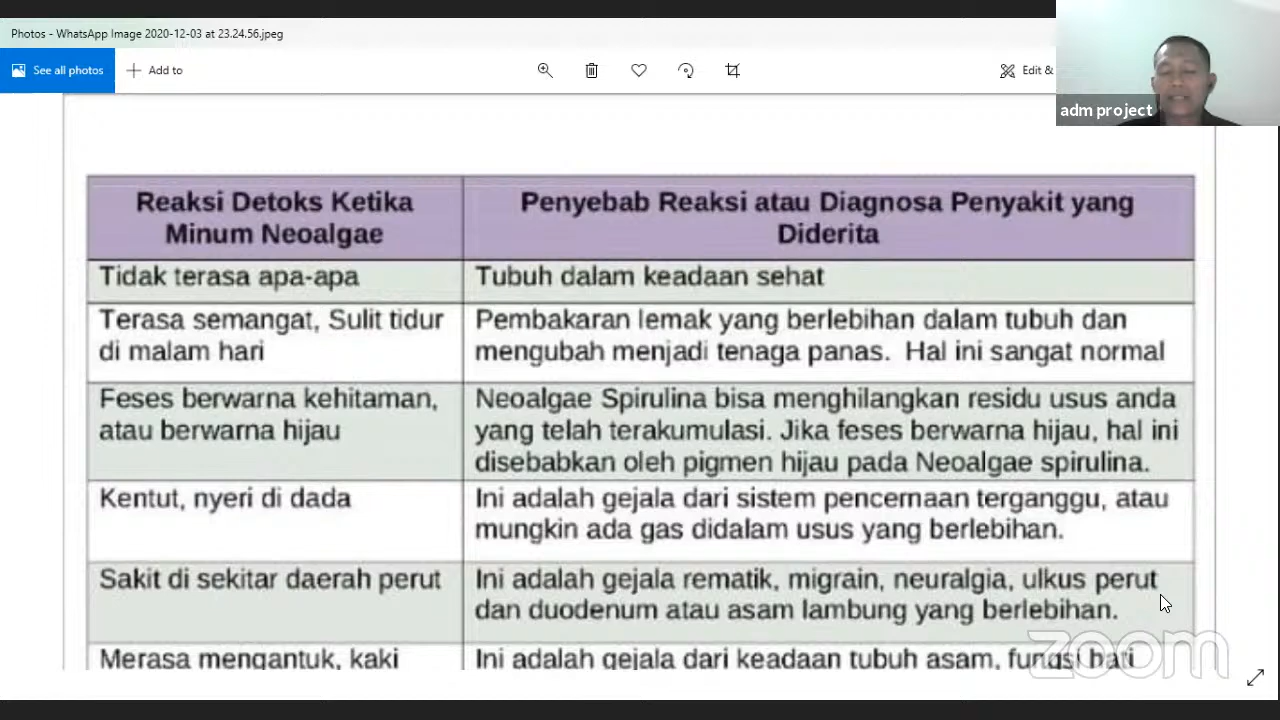 Photos - WhatsApp Image 2020-12-03 at 23.24.56.jpeg
See all photos
Add to
Edit &
adm project
Reaksi Detoks Ketika
Minum Neoalgae
Penyebab Reaksi atau Diagnosa Penyakit yang
Diderita
Tidak terasa apa-apa
Tubuh dalam keadaan sehat
Terasa semangat, Sulit tidur
di malam hari
Pembakaran lemak yang berlebihan dalam tubuh dan
mengubah menjadi tenaga panas. Hal ini sangat normal
Feses berwarna kehitaman,
atau berwarna hijau
Neoalgae Spirulina bisa menghilangkan residu usus anda
yang telah terakumulasi. Jika feses berwarna hijau, hal ini
disebabkan oleh pigmen hijau pada Neoalgae spirulina.
Kentut, nyeri di dada
Ini adalah gejala dari sistem pencernaan terganggu, atau
mungkin ada gas didalam usus yang berlebihan.
Sakit di sekitar daerah perut
Ini adalah gejala rematik, migrain, neuralgia, ulkus perut
dan duodenum atau asam lambung yang berlebihan.
Merasa mengantuk, kaki
Ini adalah gejala dari keadaan tubuh asam, fungsi hati
zoom